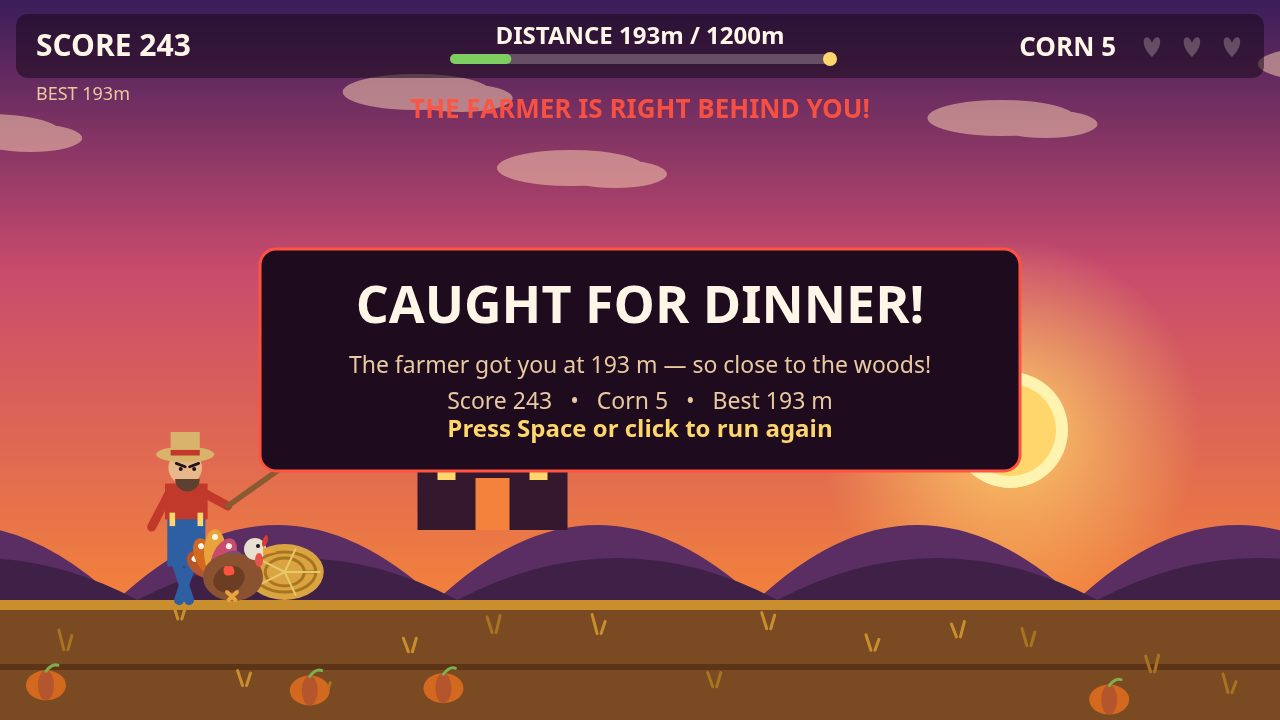 SCORE 243
DISTANCE 193m / 1200m
CORN 5
BEST 193m
THE FARMER IS RIGHT BEHIND YOU!
CAUGHT FOR DINNER!
The farmer got you at 193 m — so close to the woods!
Score 243 • Corn 5 • Best 193 m
Press Space or click to run again